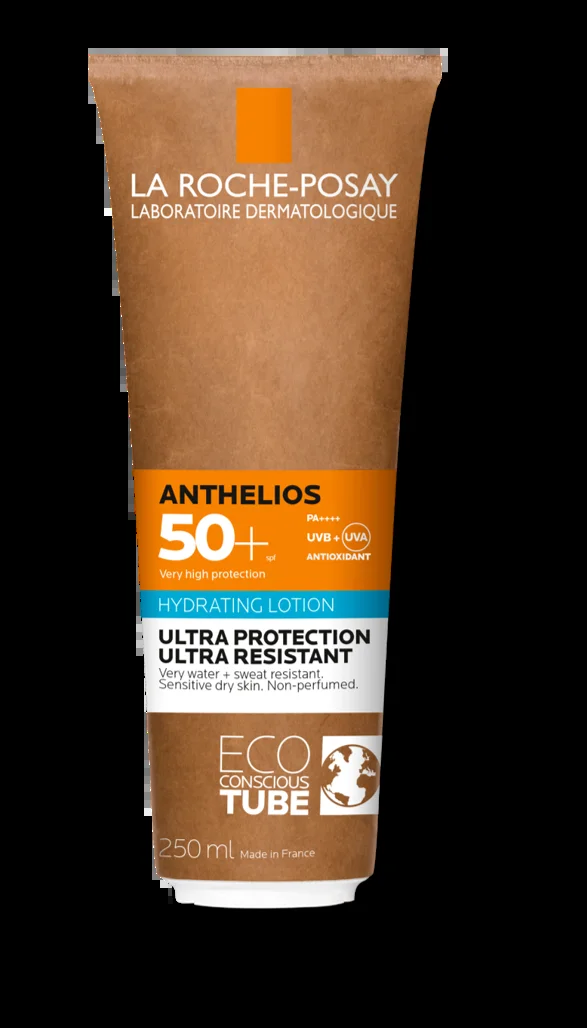 LA ROCHE-POSAY
LABORATOIRE DERMATOLOGIQUE
ANTHELIOS
50+ spf
PA++++
UVB + UVA
ANTIOXIDANT
Very high protection
HYDRATING LOTION
ULTRA PROTECTION
ULTRA RESISTANT
Very water + sweat resistant.
Sensitive dry skin. Non-perfumed.
ECO
CONSCIOUS
TUBE
250 ml Made in France